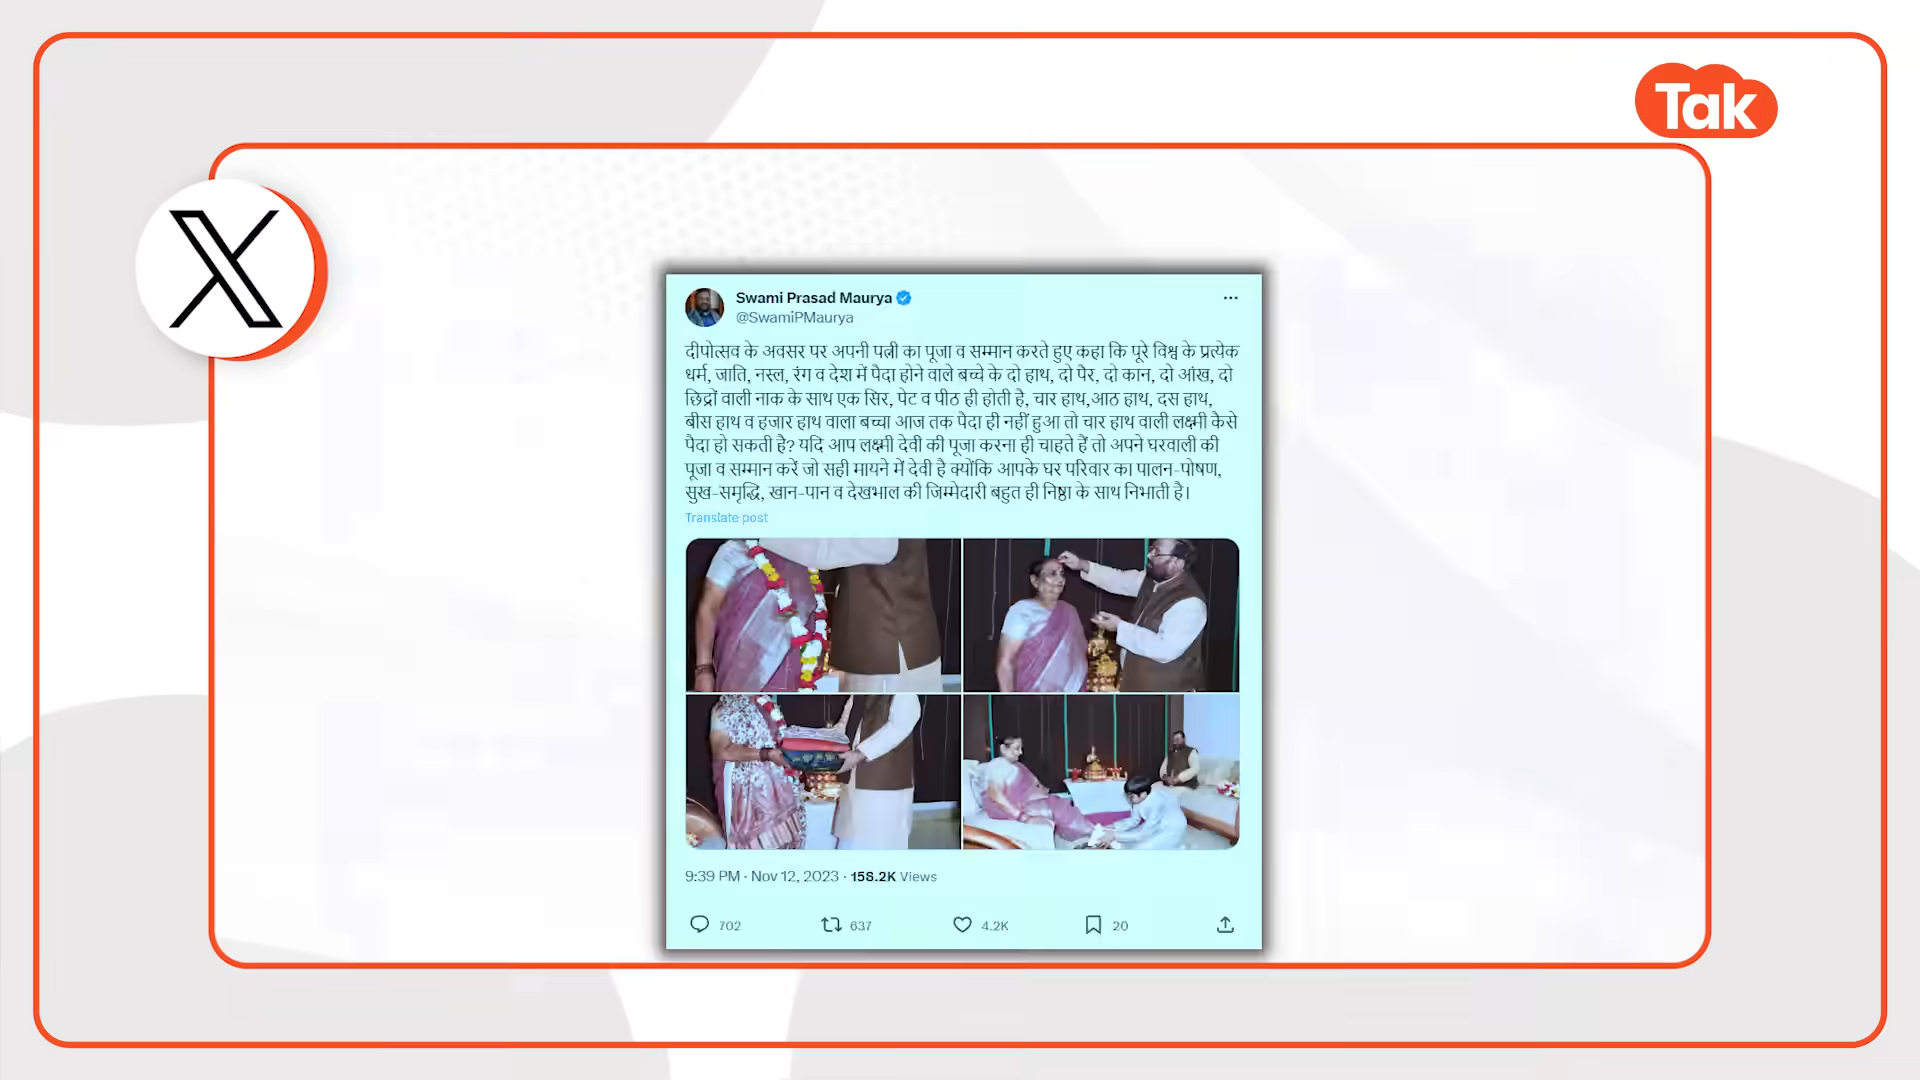 Tak
Swami Prasad Maurya
@SwamiPMaurya
दीपोत्सव के अवसर पर अपनी पत्नी का पूजा व सम्मान करते हुए कहा कि पूरे विश्व के प्रत्येक
धर्म, जाति, नस्ल, रंग व देश में पैदा होने वाले बच्चे के दो हाथ, दो पैर, दो कान, दो आंख, दो
छिद्रों वाली नाक के साथ एक सिर, पेट व पीठ ही होती है, चार हाथ,आठ हाथ, दस हाथ,
बीस हाथ व हजार हाथ वाला बच्चा आज तक पैदा ही नहीं हुआ तो चार हाथ वाली लक्ष्मी कैसे
पैदा हो सकती है? यदि आप लक्ष्मी देवी की पूजा करना ही चाहते हैं तो अपने घरवाली की
पूजा व सम्मान करें जो सही मायने में देवी है क्योंकि आपके घर परिवार का पालन-पोषण,
सुख-समृद्धि, खान-पान व देखभाल की जिम्मेदारी बहुत ही निष्ठा के साथ निभाती है।
Translate post
9:39 PM · Nov 12, 2023 · 158.2K Views
702 637 4.2K 20